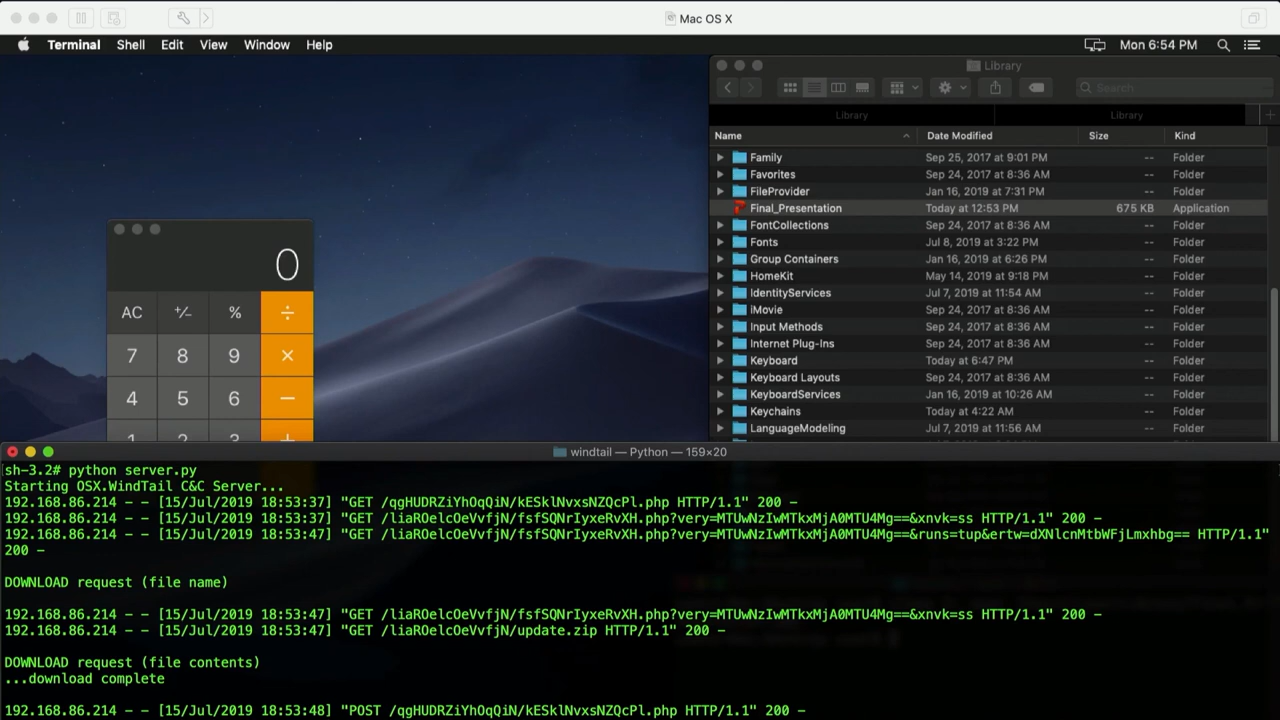 Mac OS X
Terminal Shell Edit View Window Help Mon 6:54 PM
Library
Search
Library Library
Name Date Modified Size Kind
Family Sep 25, 2017 at 9:01 PM -- Folder
Favorites Sep 24, 2017 at 8:36 AM -- Folder
FileProvider Jan 16, 2019 at 7:31 PM -- Folder
Final_Presentation Today at 12:53 PM 675 KB Application
FontCollections Sep 24, 2017 at 8:36 AM -- Folder
Fonts Jul 8, 2019 at 3:22 PM -- Folder
Group Containers Jan 16, 2019 at 6:26 PM -- Folder
HomeKit May 14, 2019 at 9:18 PM -- Folder
IdentityServices Jul 7, 2019 at 11:54 AM -- Folder
iMovie Sep 24, 2017 at 8:36 AM -- Folder
Input Methods Sep 24, 2017 at 8:36 AM -- Folder
Internet Plug-Ins Sep 24, 2017 at 8:36 AM -- Folder
Keyboard Today at 6:47 PM -- Folder
Keyboard Layouts Sep 24, 2017 at 8:36 AM -- Folder
KeyboardServices Jan 16, 2019 at 10:26 AM -- Folder
Keychains Today at 4:22 AM -- Folder
LanguageModeling Jul 7, 2019 at 11:56 AM -- Folder
0
AC +/- % ÷
7 8 9 ×
4 5 6 −
1 2 3 +
windtail — Python — 159×20
sh-3.2# python server.py
Starting OSX.WindTail C&C Server...
192.168.86.214 - - [15/Jul/2019 18:53:37] "GET /qgHUDRZiYhOqQiN/kESklNvxsNZQcPl.php HTTP/1.1" 200 -
192.168.86.214 - - [15/Jul/2019 18:53:37] "GET /liaROelcOeVvfjN/fsfSQNrIyxeRvXH.php?very=MTUwNzIwMTkxMjA0MTU4Mg==&xnvk=ss HTTP/1.1" 200 -
192.168.86.214 - - [15/Jul/2019 18:53:47] "GET /liaROelcOeVvfjN/fsfSQNrIyxeRvXH.php?very=MTUwNzIwMTkxMjA0MTU4Mg==&runs=tup&ertw=dXNlcnMtbWFjLmxhbg== HTTP/1.1"
200 -
DOWNLOAD request (file name)
192.168.86.214 - - [15/Jul/2019 18:53:47] "GET /liaROelcOeVvfjN/fsfSQNrIyxeRvXH.php?very=MTUwNzIwMTkxMjA0MTU4Mg==&xnvk=ss HTTP/1.1" 200 -
192.168.86.214 - - [15/Jul/2019 18:53:47] "GET /liaROelcOeVvfjN/update.zip HTTP/1.1" 200 -
DOWNLOAD request (file contents)
...download complete
192.168.86.214 - - [15/Jul/2019 18:53:48] "POST /qgHUDRZiYhOqQiN/kESklNvxsNZQcPl.php HTTP/1.1" 200 -